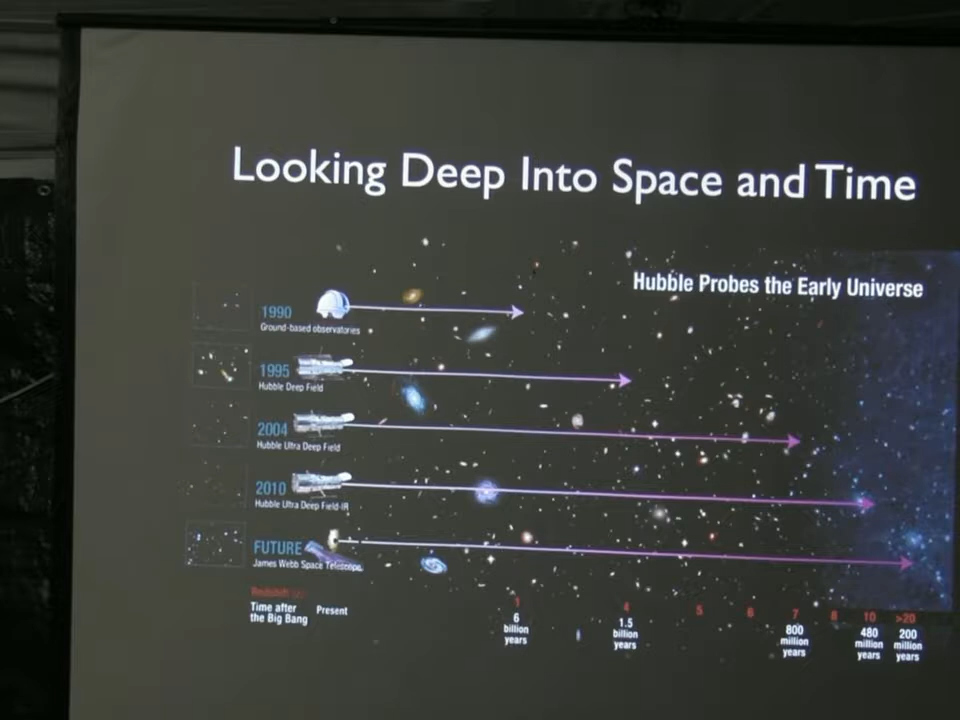 Looking Deep Into Space and Time
Hubble Probes the Early Universe
1990
Ground-based observatories
1995
Hubble Deep Field
2004
Hubble Ultra Deep Field
2010
Hubble Ultra Deep Field-IR
FUTURE
James Webb Space Telescope
Redshift (z)
1 4 5 6 7 8 10 >20
Time after
the Big Bang
Present
6
billion
years
1.5
billion
years
800
million
years
480
million
years
200
million
years